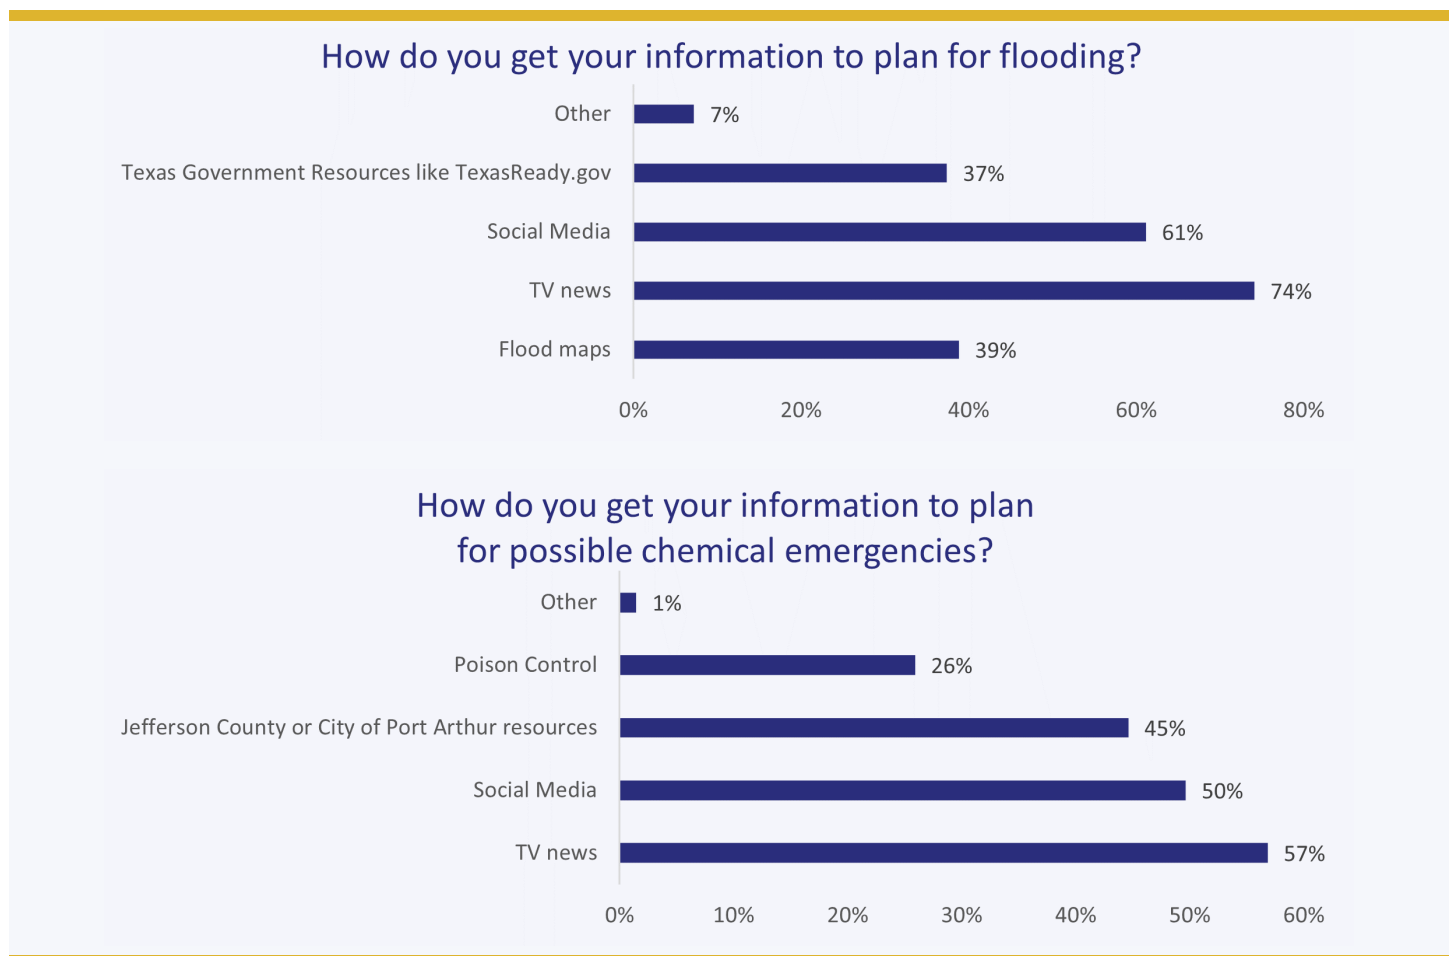 How do you get your information to plan for flooding?
Other 7%
Texas Government Resources like TexasReady.gov 37%
Social Media 61%
TV news 74%
Flood maps 39%
0% 20% 40% 60% 80%
How do you get your information to plan
for possible chemical emergencies?
Other 1%
Poison Control 26%
Jefferson County or City of Port Arthur resources 45%
Social Media 50%
TV news 57%
0% 10% 20% 30% 40% 50% 60%